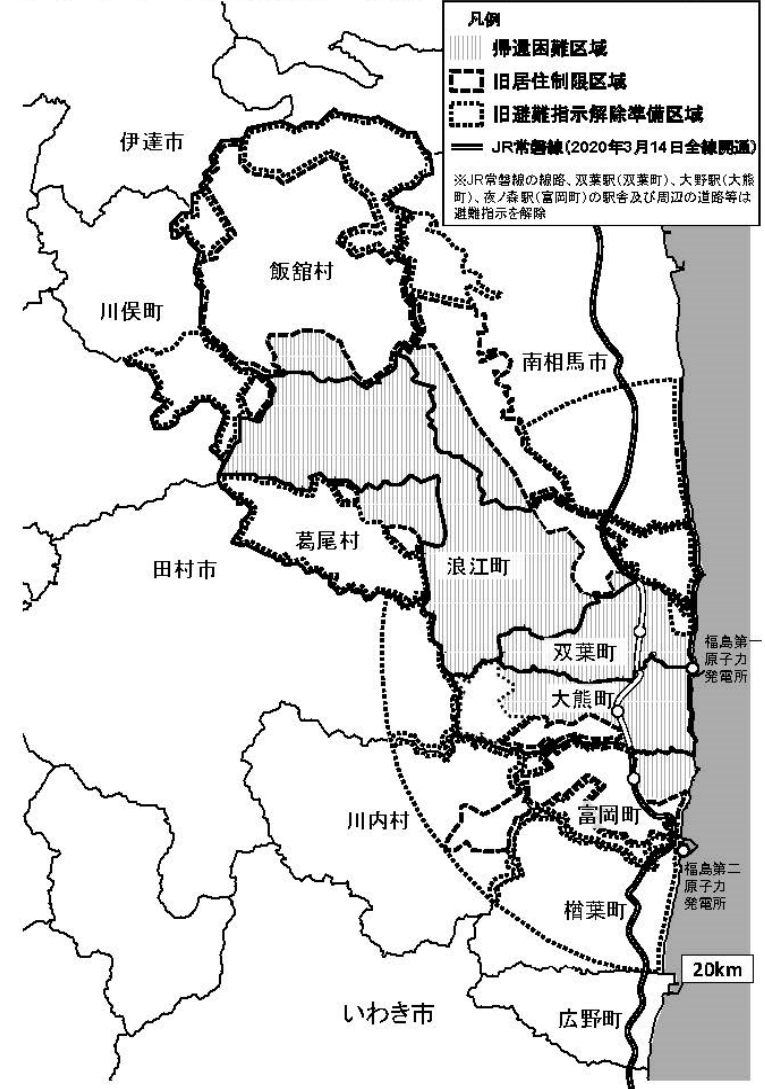 凡例
帰還困難区域
旧居住制限区域
旧避難指示解除準備区域
JR常磐線(2020年3月14日全線開通)
※JR常磐線の線路、双葉駅(双葉町)、大野駅(大熊
町)、夜ノ森駅(富岡町)の駅舎及び周辺の道路等は
避難指示を解除
伊達市
飯舘村
川俣町
南相馬市
葛尾村
田村市
浪江町
双葉町
福島第一
原子力
発電所
大熊町
川内村
富岡町
福島第二
原子力
発電所
楢葉町
20km
いわき市
広野町